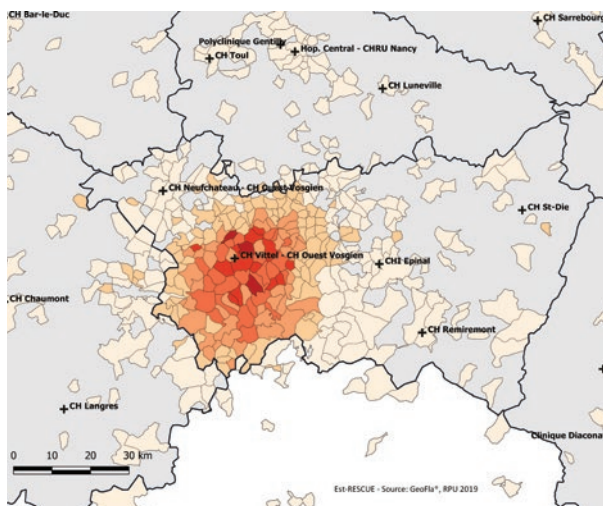 CH Bar-le-Duc
CH Sarrebourg
Polyclinique Gentilly
Hop. Central - CHRU Nancy
CH Toul
CH Luneville
CH Neufchateau - CH Ouest Vosgien
CH St-Die
CH Vittel - CH Ouest Vosgien
CHI Epinal
CH Chaumont
CH Remiremont
CH Langres
Clinique Diacona
0 10 20 30 km
Est-RESCUE - Source: GeoFla®, RPU 2019